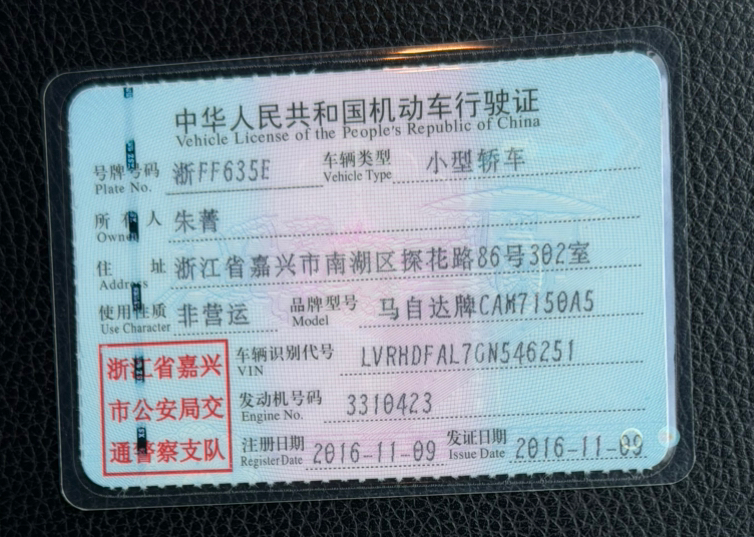 中华人民共和国机动车行驶证
Vehicle License of the People's Republic of China
号牌号码 浙FF635E 车辆类型 小型轿车
Plate No. Vehicle Type
所有人 朱菁
Owner
住址 浙江省嘉兴市南湖区探花路86号302室
Address
使用性质 非营运 品牌型号 马自达牌CAM7150A5
Use Character Model
浙江省嘉兴
市公安局交
通警察支队
车辆识别代号 LVRHDFAL7GN546251
VIN
发动机号码 3310423
Engine No.
注册日期 2016-11-09 发证日期 2016-11-09
Register Date Issue Date